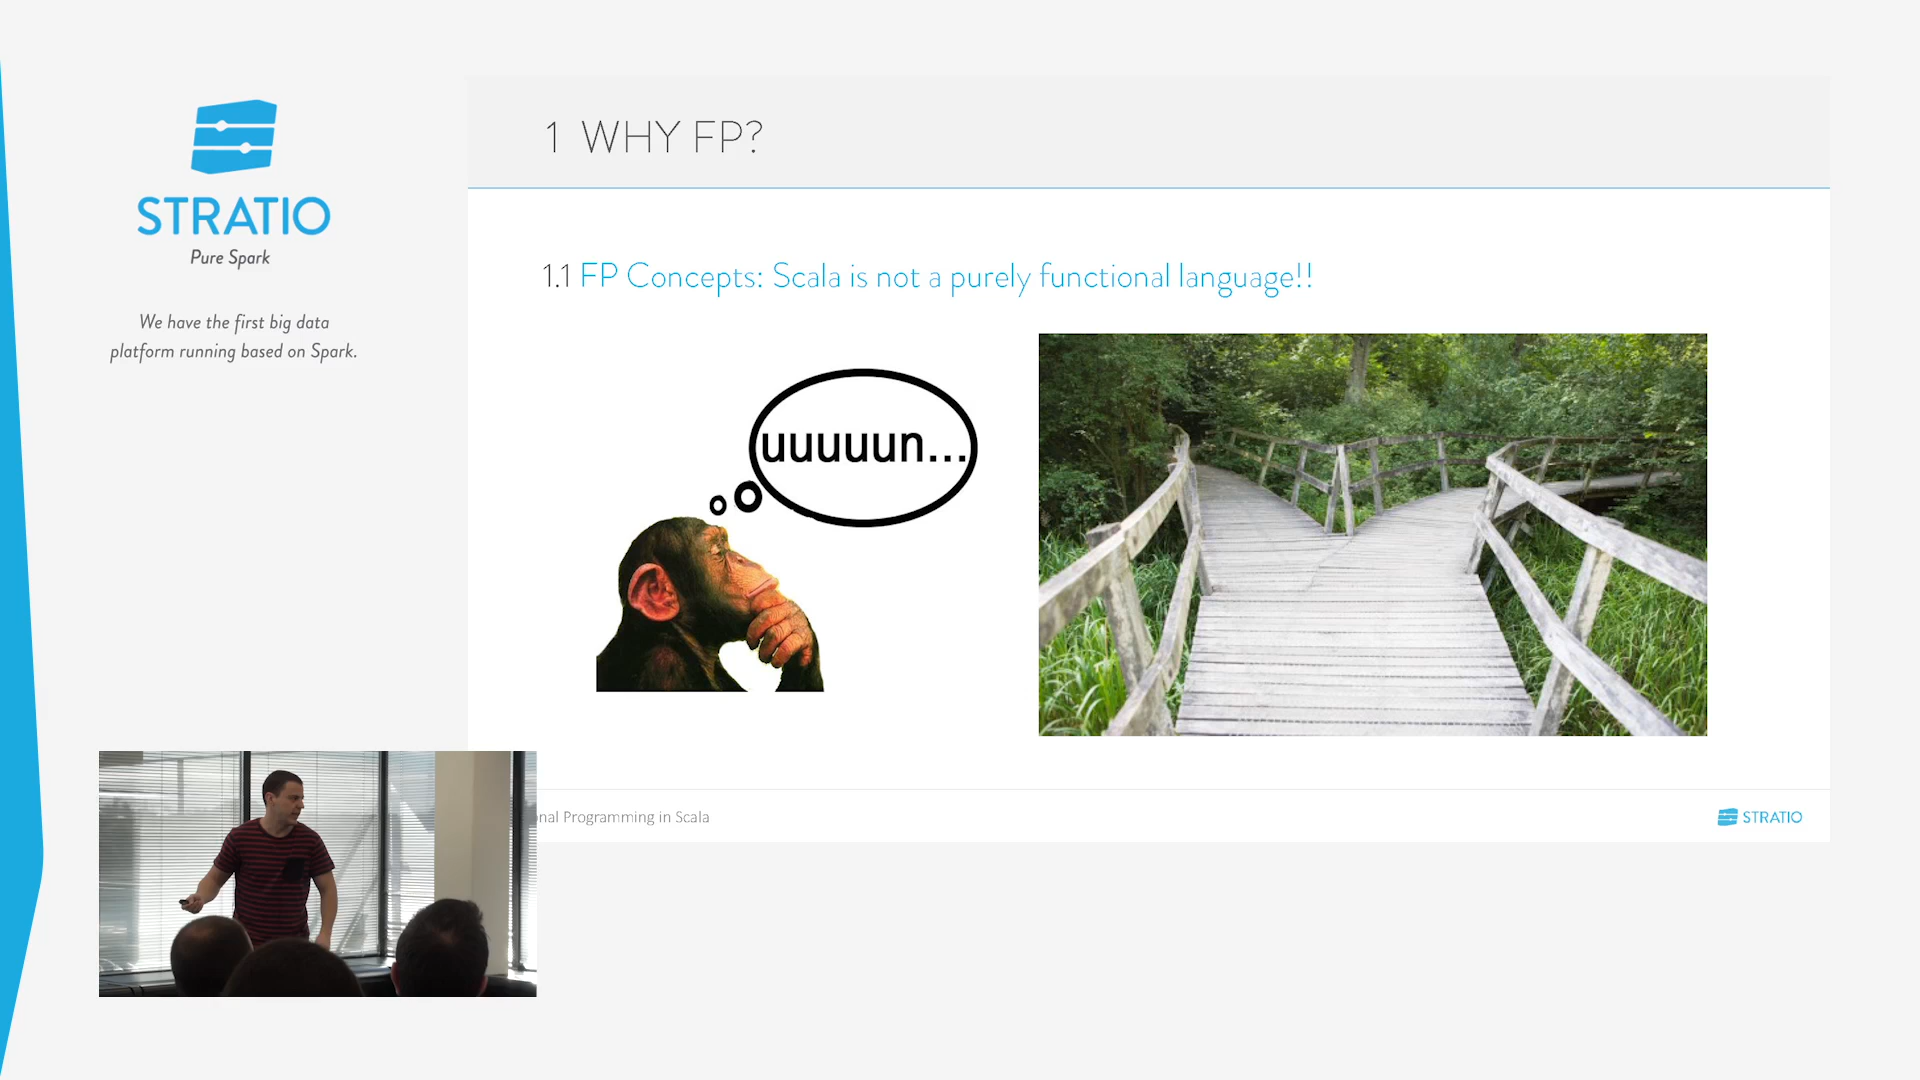 STRATIO
Pure Spark
We have the first big data
platform running based on Spark.
1 WHY FP?
1.1 FP Concepts: Scala is not a purely functional language!!
uuuuun...
Programming in Scala
STRATIO